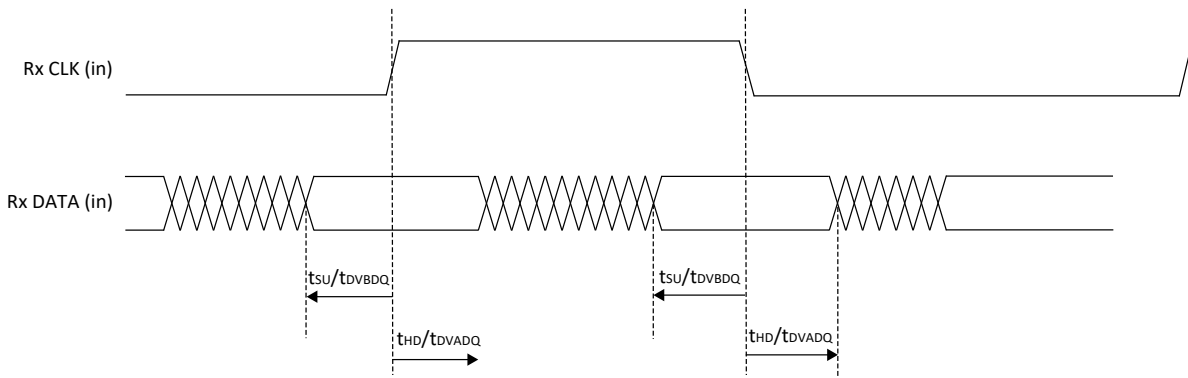 Rx CLK (in)
Rx DATA (in)
tSU/tDVBDQ tSU/tDVBDQ
tHD/tDVADQ tHD/tDVADQ